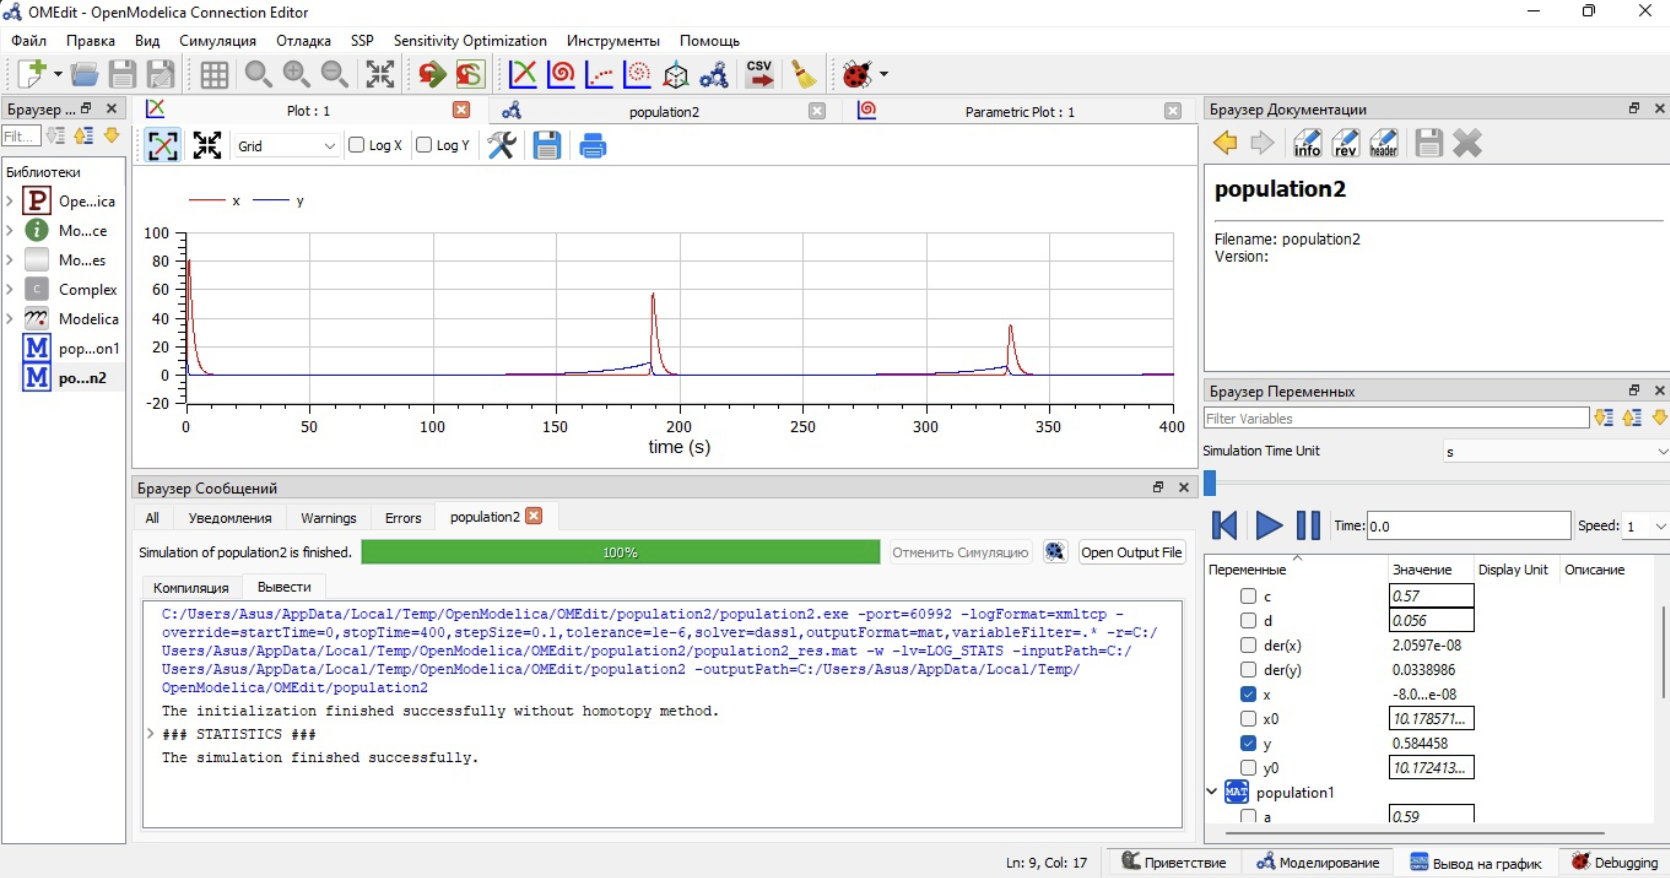 OMEdit - OpenModelica Connection Editor
Файл Правка Вид Симуляция Отладка SSP Sensitivity Optimization Инструменты Помощь
CSV
Браузер ...
Filt...
Библиотеки
P Ope...ica
i Mo...ce
Mo...es
C Complex
m Modelica
M pop...on1
M po...n2
Plot : 1 population2 Parametric Plot : 1
Grid Log X Log Y
x y
100
80
60
40
20
0
-20
0 50 100 150 200 250 300 350 400
time (s)
Браузер Сообщений
All Уведомления Warnings Errors population2
Simulation of population2 is finished. 100% Отменить Симуляцию Open Output File
Компиляция Вывести
C:/Users/Asus/AppData/Local/Temp/OpenModelica/OMEdit/population2/population2.exe -port=60992 -logFormat=xmltcp -
override=startTime=0,stopTime=400,stepSize=0.1,tolerance=1e-6,solver=dassl,outputFormat=mat,variableFilter=.* -r=C:/
Users/Asus/AppData/Local/Temp/OpenModelica/OMEdit/population2/population2_res.mat -w -lv=LOG_STATS -inputPath=C:/
Users/Asus/AppData/Local/Temp/OpenModelica/OMEdit/population2 -outputPath=C:/Users/Asus/AppData/Local/Temp/
OpenModelica/OMEdit/population2
The initialization finished successfully without homotopy method.
### STATISTICS ###
The simulation finished successfully.
Браузер Документации
info rev header
population2
Filename: population2
Version:
Браузер Переменных
Filter Variables
Simulation Time Unit s
Time: 0.0 Speed: 1
Переменные Значение Display Unit Описание
c 0.57
d 0.056
der(x) 2.0597e-08
der(y) 0.0338986
x -8.0...e-08
x0 10.178571...
y 0.584458
y0 10.172413...
MAT population1
a 0.59
Ln: 9, Col: 17 Приветствие Моделирование Вывод на график Debugging